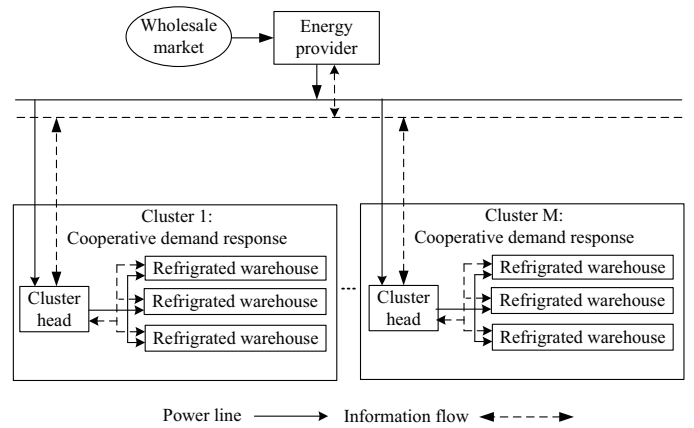 Wholesale
market
Energy
provider
Cluster 1:
Cooperative demand response
Cluster
head
Refrigrated warehouse
Refrigrated warehouse
Refrigrated warehouse
...
Cluster M:
Cooperative demand response
Cluster
head
Refrigrated warehouse
Refrigrated warehouse
Refrigrated warehouse
Power line
Information flow